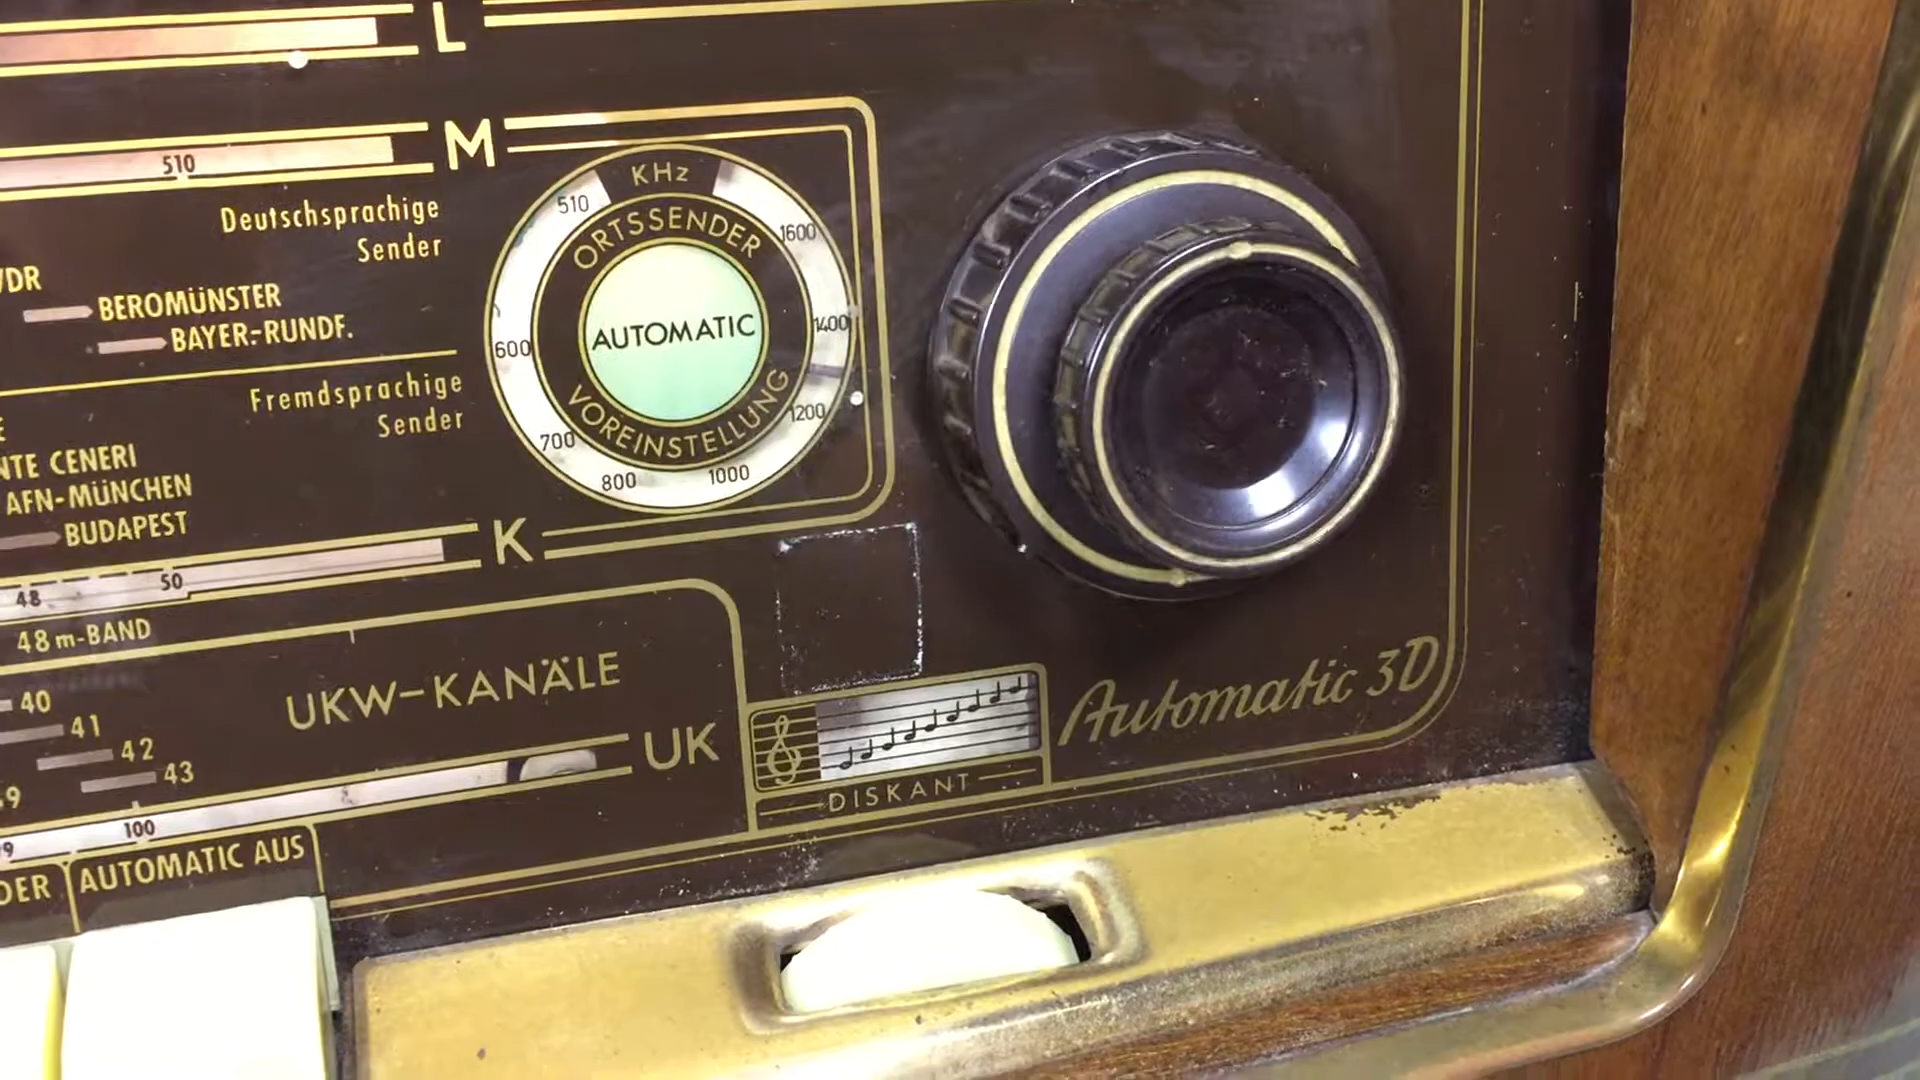 L
M
510
KHz
510
1600
ORTSSENDER
AUTOMATIC
VOREINSTELLUNG
600
1400
700
1200
800
1000
Deutschsprachige
Sender
BEROMÜNSTER
BAYER.-RUNDF.
Fremdsprachige
Sender
CENERI
AFN-MÜNCHEN
BUDAPEST
K
48
50
48m-BAND
UKW-KANÄLE
40
41
42
43
UK
100
DISKANT
Automatic 3D
AUTOMATIC AUS